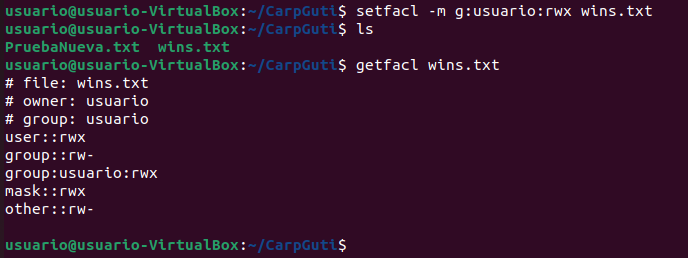 usuario@usuario-VirtualBox:~/CarpGuti$ setfacl -m g:usuario:rwx wins.txt
usuario@usuario-VirtualBox:~/CarpGuti$ ls
PruebaNueva.txt  wins.txt
usuario@usuario-VirtualBox:~/CarpGuti$ getfacl wins.txt
# file: wins.txt
# owner: usuario
# group: usuario
user::rwx
group::rw-
group:usuario:rwx
mask::rwx
other::rw-
usuario@usuario-VirtualBox:~/CarpGuti$